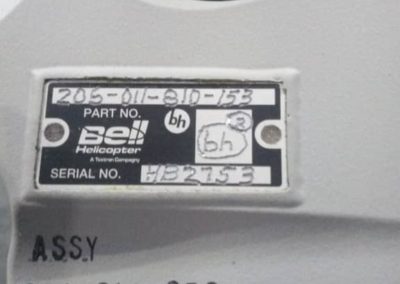 206-011-810-153
PART NO.
bh
Bell
Helicopter
A Textron Company
bh
SERIAL NO. HB2753
ASSY